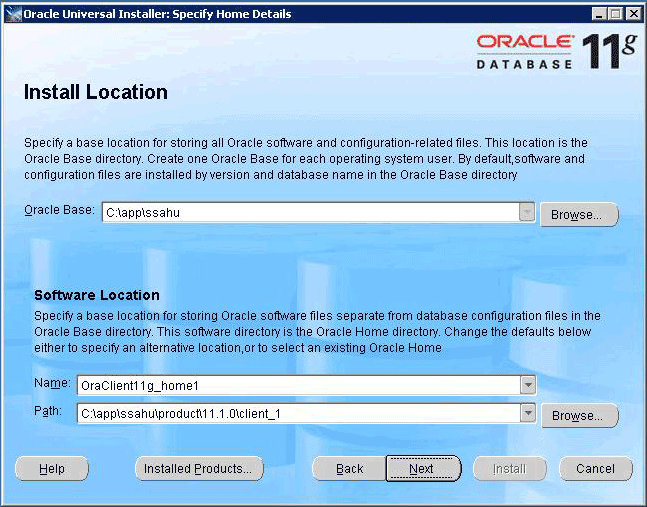 Oracle Universal Installer: Specify Home Details
ORACLE
DATABASE 11g
Install Location
Specify a base location for storing all Oracle software and configuration-related files. This location is the
Oracle Base directory. Create one Oracle Base for each operating system user. By default,software and
configuration files are installed by version and database name in the Oracle Base directory
Oracle Base: C:\app\ssahu Browse...
Software Location
Specify a base location for storing Oracle software files separate from database configuration files in the
Oracle Base directory. This software directory is the Oracle Home directory. Change the defaults below
either to specify an alternative location,or to select an existing Oracle Home
Name: OraClient11g_home1
Path: C:\app\ssahu\product\11.1.0\client_1 Browse...
Help Installed Products... Back Next Install Cancel